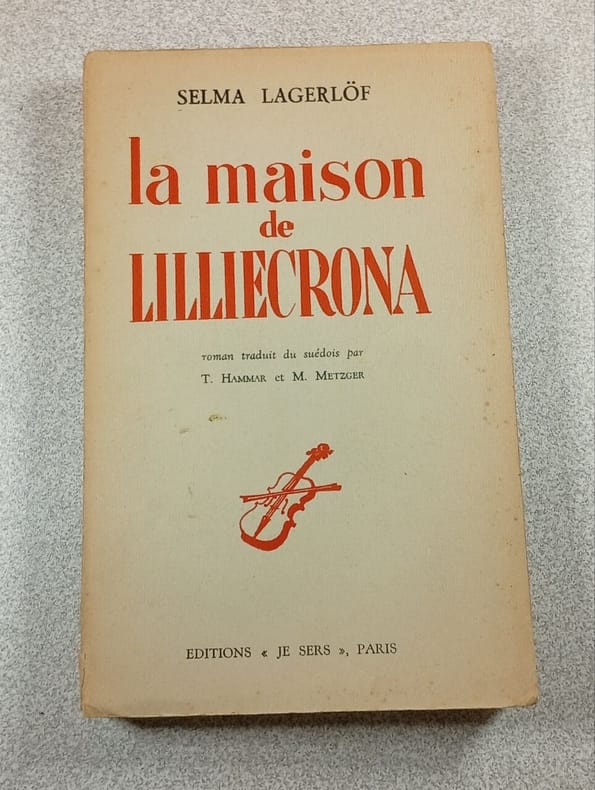 SELMA LAGERLÖF
la maison
de
LILLIECRONA
roman traduit du suédois par
T. HAMMAR et M. METZGER
EDITIONS « JE SERS », PARIS